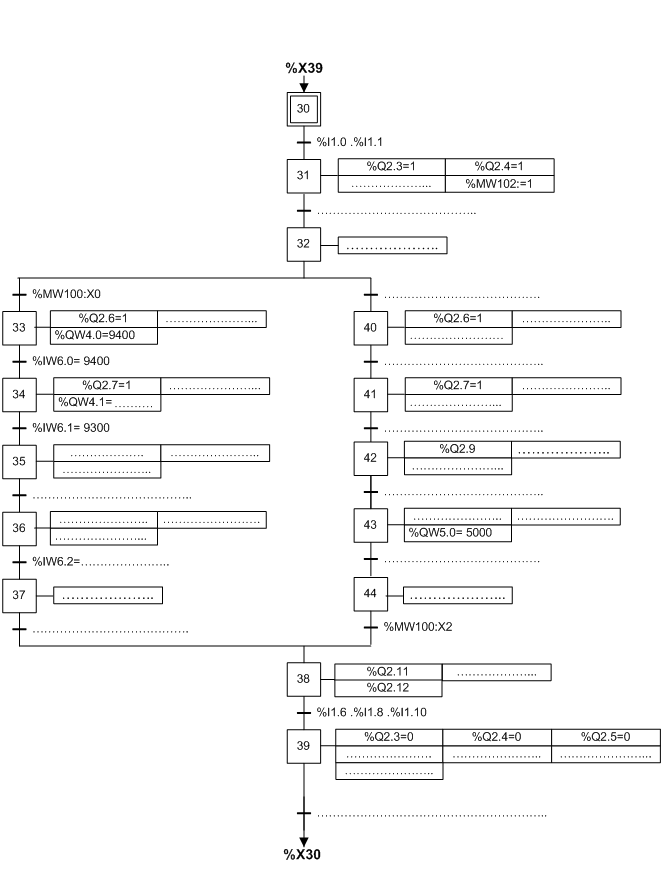 %X39
30
%I1.0 .%I1.1
31
%Q2.3=1 %Q2.4=1
…………………... %MW102:=1
……………………………………..
32
……………………..
%MW100:X0 ……………………………………..
33 %Q2.6=1 ……………………... 40 %Q2.6=1 ……………………..
%QW4.0=9400 ………………………
%IW6.0= 9400 ……………………………………..
34 %Q2.7=1 ……………………... 41 %Q2.7=1 ……………………..
%QW4.1=………… ……………………...
%IW6.1= 9300 ……………………………………..
35 …………………. …………………….. 42 %Q2.9 ……………………..
…………………….. ……………………..
…………………………………….. ……………………………………..
36 …………………….. ……………………… 43 …………………….. ………………………
……………………... %QW5.0= 5000
%IW6.2=…………………….. ……………………………………..
37 …………………….. 44 ……………………...
…………………………………….. %MW100:X2
38 %Q2.11 ……………………...
%Q2.12
%I1.6 .%I1.8 .%I1.10
39 %Q2.3=0 %Q2.4=0 %Q2.5=0
…………………….. …………………….. ……………………...
……………………..
………………………………………………………..
%X30